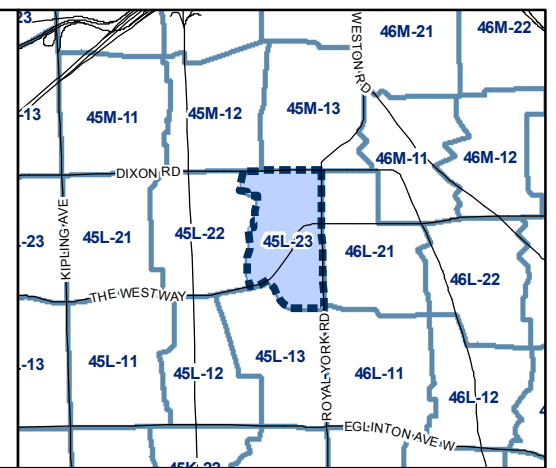 23
WESTON RD
46M-21
46M-22
-13
45M-11
45M-12
45M-13
46M-11
46M-12
DIXON RD
-23
KIPLING AVE
45L-21
45L-22
45L-23
46L-21
46L-22
THE WESTWAY
-13
45L-11
45L-12
45L-13
ROYAL YORK RD
46L-11
46L-12
EGLINTON AVE W